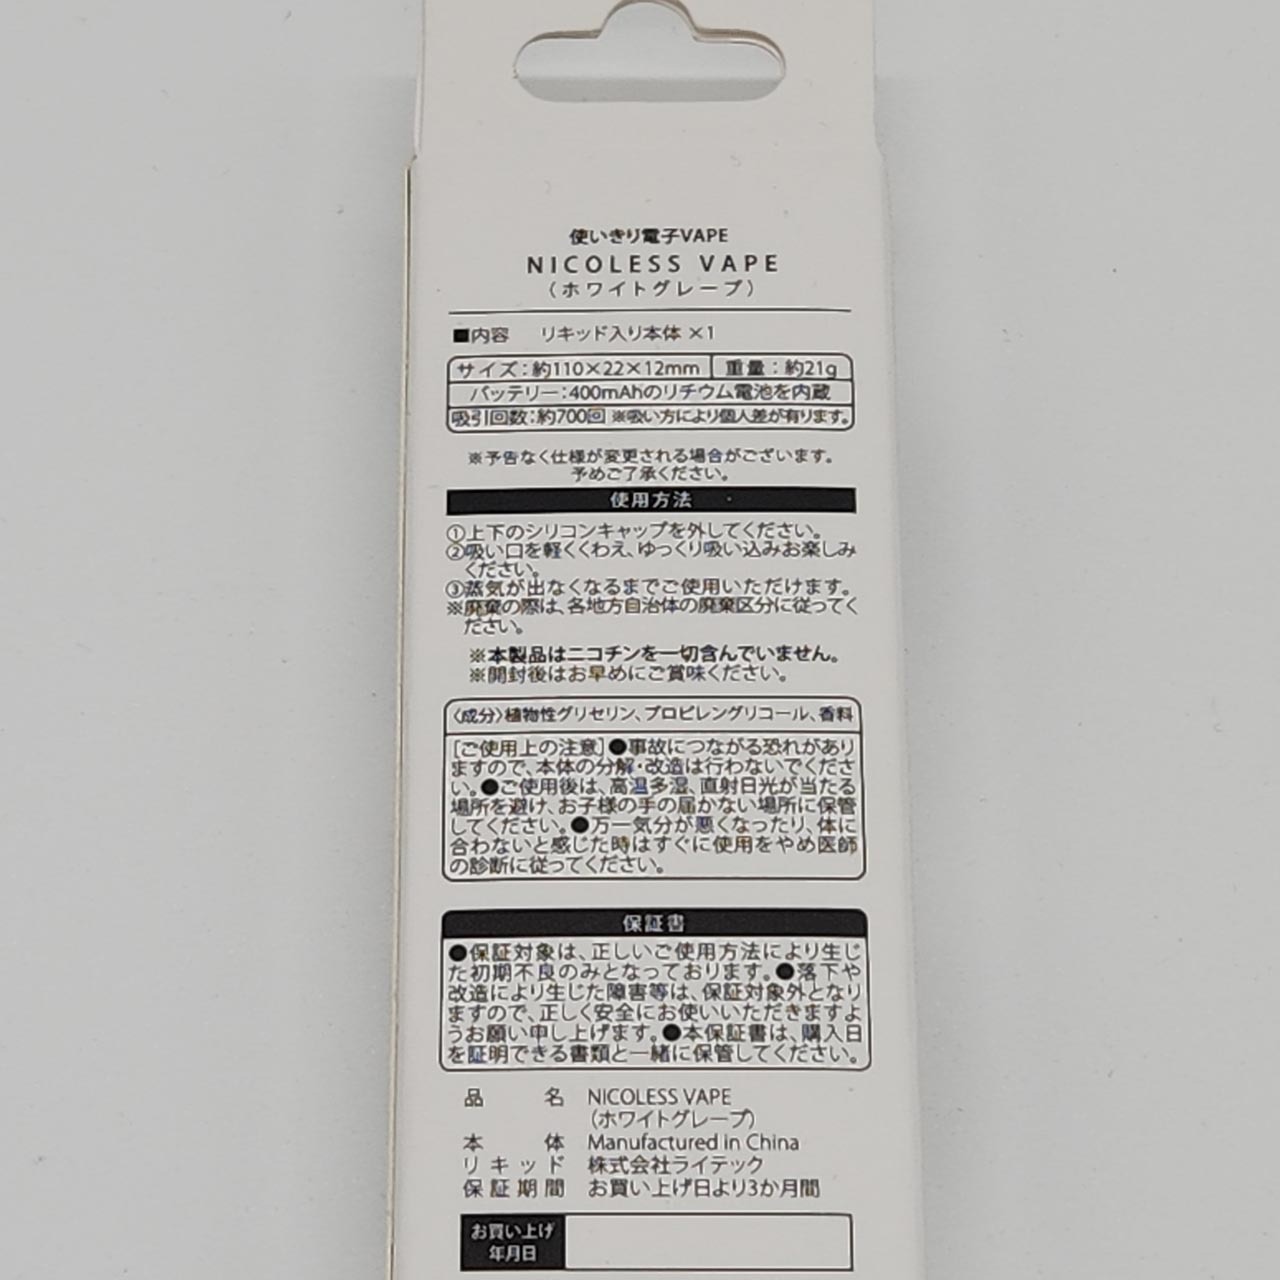 使いきり電子VAPE
NICOLESS VAPE
（ホワイトグレープ）
■内容　リキッド入り本体 ×1
サイズ：約110×22×12mm　重量：約21g
バッテリー：400mAhのリチウム電池を内蔵
吸引回数：約700回 ※吸い方により個人差が有ります。
※予告なく仕様が変更される場合がございます。
予めご了承ください。
使用方法
①上下のシリコンキャップを外してください。
②吸い口を軽くくわえ、ゆっくり吸い込みお楽しみ
ください。
③蒸気が出なくなるまでご使用いただけます。
※廃棄の際は、各地方自治体の廃棄区分に従ってく
ださい。
※本製品はニコチンを一切含んでいません。
※開封後はお早めにご賞味ください。
〈成分〉植物性グリセリン、プロピレングリコール、香料
[ご使用上の注意] ●事故につながる恐れがあり
ますので、本体の分解・改造は行わないでくださ
い。●ご使用後は、高温多湿、直射日光が当たる
場所を避け、お子様の手の届かない場所に保管
してください。●万一気分が悪くなったり、体に
合わないと感じた時はすぐに使用をやめ医師
の診断に従ってください。
保証書
●保証対象は、正しいご使用方法により生じ
た初期不良のみとなっております。●落下や
改造により生じた障害等は、保証対象外となり
ますので、正しく安全にお使いいただきますよ
うお願い申し上げます。●本保証書は、購入日
を証明できる書類と一緒に保管してください。
品名　NICOLESS VAPE
（ホワイトグレープ）
本体　Manufactured in China
リキッド　株式会社ライテック
保証期間　お買い上げ日より3か月間
お買い上げ
年月日